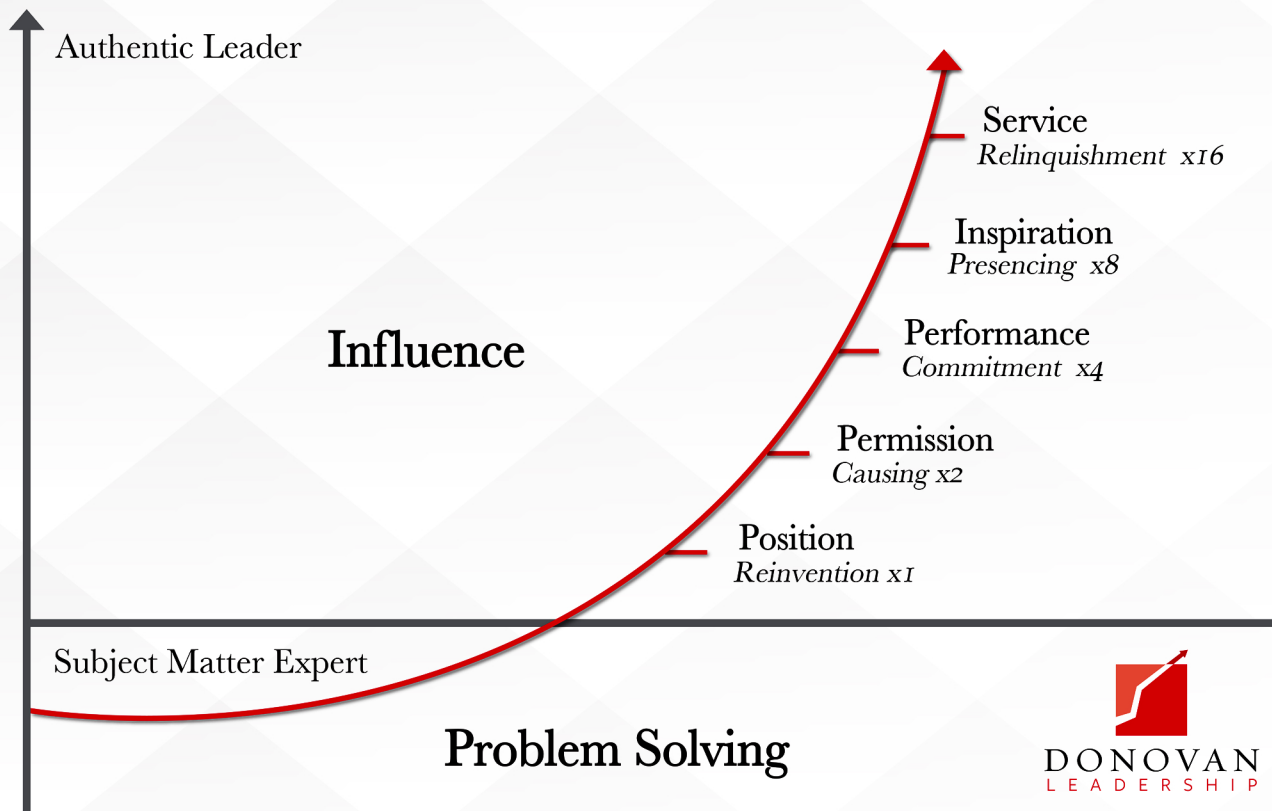 Authentic Leader
Service
Relinquishment x16
Inspiration
Presencing x8
Influence
Performance
Commitment x4
Permission
Causing x2
Position
Reinvention x1
Subject Matter Expert
Problem Solving
DONOVAN
LEADERSHIP